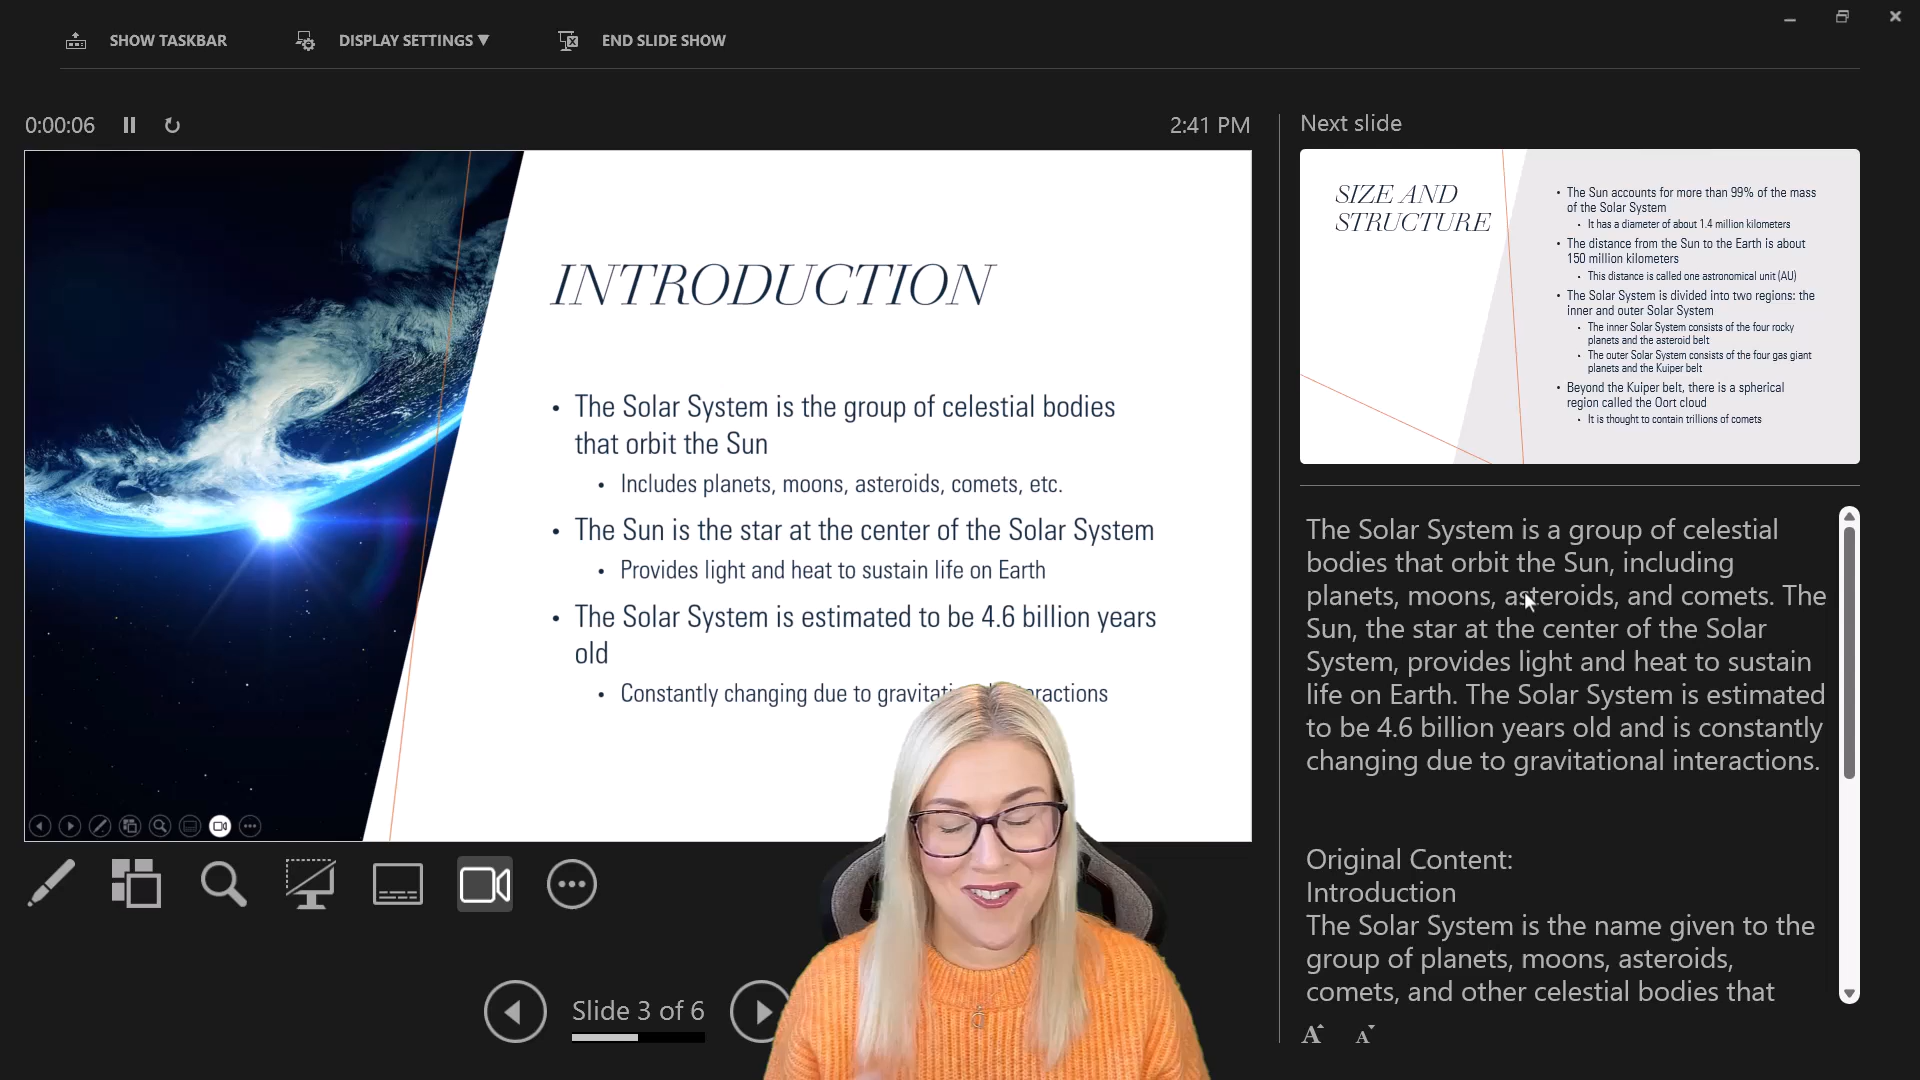 SHOW TASKBAR
DISPLAY SETTINGS ▼
END SLIDE SHOW
0:00:06
2:41 PM
INTRODUCTION
• The Solar System is the group of celestial bodies
that orbit the Sun
• Includes planets, moons, asteroids, comets, etc.
• The Sun is the star at the center of the Solar System
• Provides light and heat to sustain life on Earth
• The Solar System is estimated to be 4.6 billion years
old
• Constantly changing due to
Slide 3 of 6
Next slide
SIZE AND
STRUCTURE
• The Sun accounts for more than 99% of the mass
of the Solar System
• It has a diameter of about 1.4 million kilometers
• The distance from the Sun to the Earth is about
150 million kilometers
• This distance is called one astronomical unit (AU)
• The Solar System is divided into two regions: the
inner and outer Solar System
• The inner Solar System consists of the four rocky
planets and the asteroid belt
• The outer Solar System consists of the four gas giant
planets and the Kuiper belt
• Beyond the Kuiper belt, there is a spherical
region called the Oort cloud
• It is thought to contain trillions of comets
The Solar System is a group of celestial
bodies that orbit the Sun, including
planets, moons, asteroids, and comets. The
Sun, the star at the center of the Solar
System, provides light and heat to sustain
life on Earth. The Solar System is estimated
to be 4.6 billion years old and is constantly
changing due to gravitational interactions.
Original Content:
Introduction
The Solar System is the name given to the
group of planets, moons, asteroids,
comets, and other celestial bodies that
A A